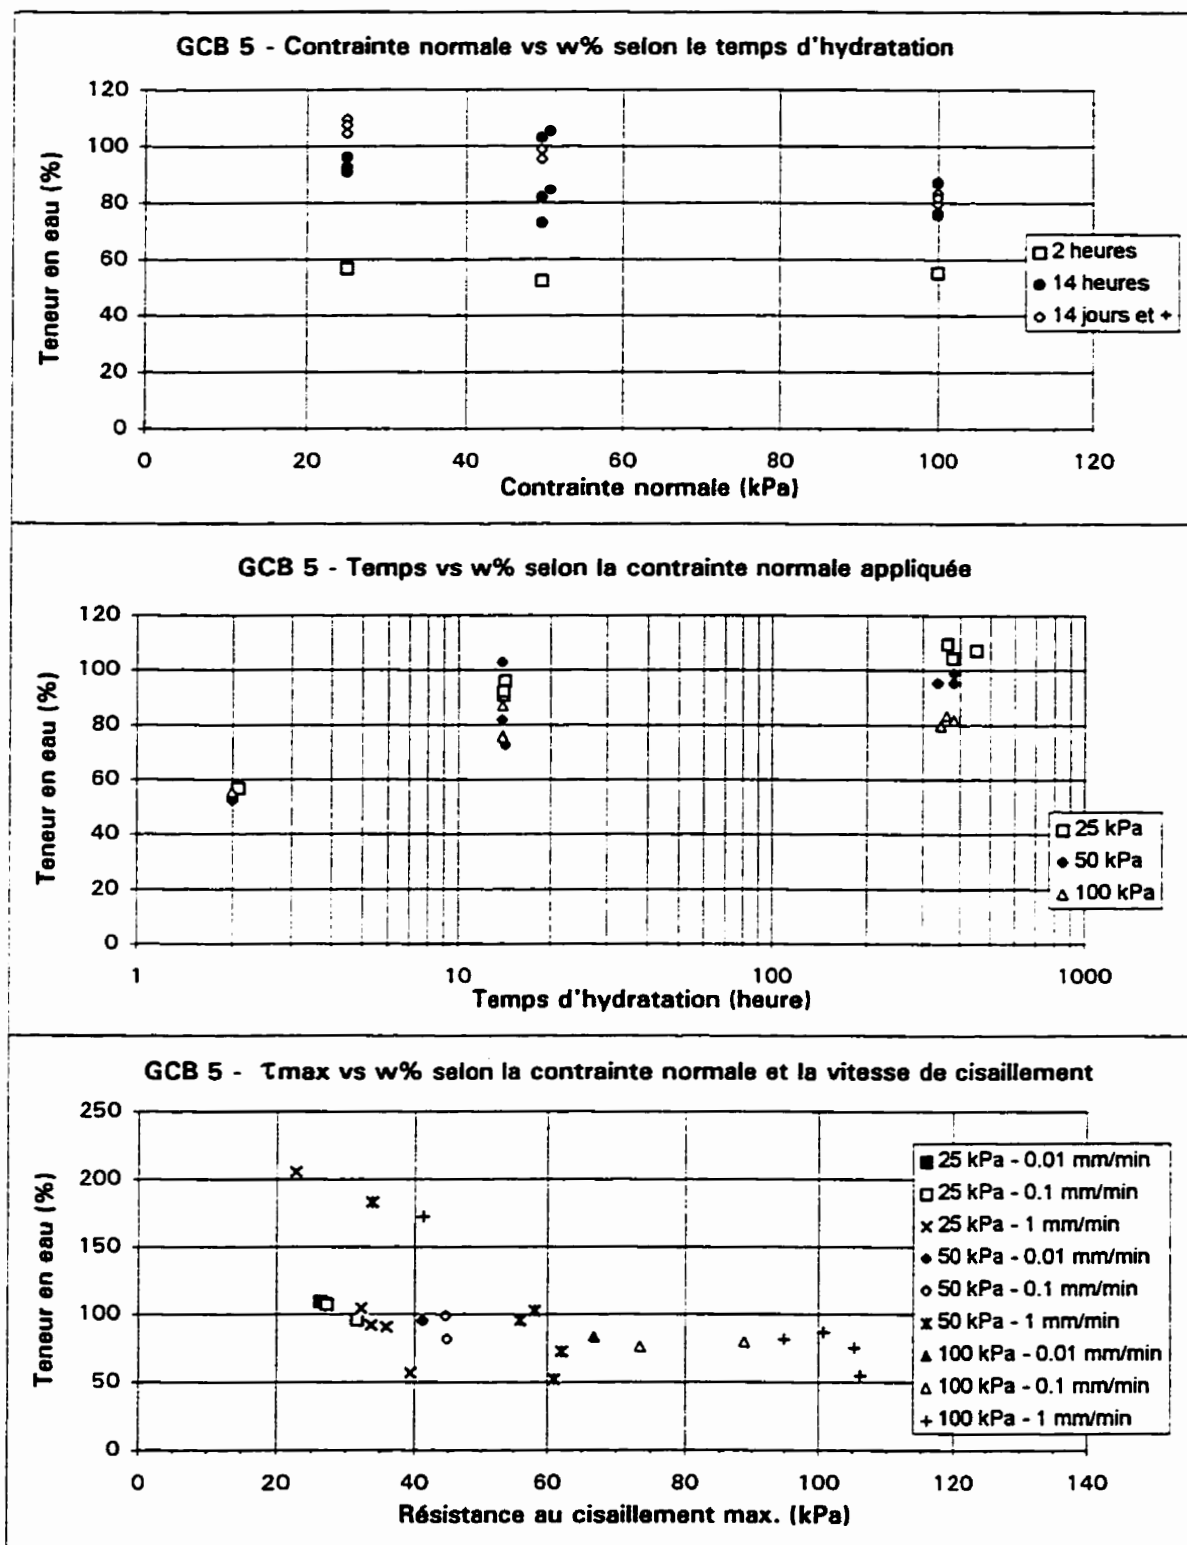 GCB 5 - Contrainte normale vs w% selon le temps d'hydratation
120
100
80
60
40
20
0
Teneur en eau (%)
0 20 40 60 80 100 120
Contrainte normale (kPa)
2 heures
14 heures
14 jours et +
GCB 5 - Temps vs w% selon la contrainte normale appliquée
120
100
80
60
40
20
0
Teneur en eau (%)
1 10 100 1000
Temps d'hydratation (heure)
25 kPa
50 kPa
100 kPa
GCB 5 - τmax vs w% selon la contrainte normale et la vitesse de cisaillement
250
200
150
100
50
0
Teneur en eau (%)
0 20 40 60 80 100 120 140
Résistance au cisaillement max. (kPa)
25 kPa - 0.01 mm/min
25 kPa - 0.1 mm/min
25 kPa - 1 mm/min
50 kPa - 0.01 mm/min
50 kPa - 0.1 mm/min
50 kPa - 1 mm/min
100 kPa - 0.01 mm/min
100 kPa - 0.1 mm/min
100 kPa - 1 mm/min